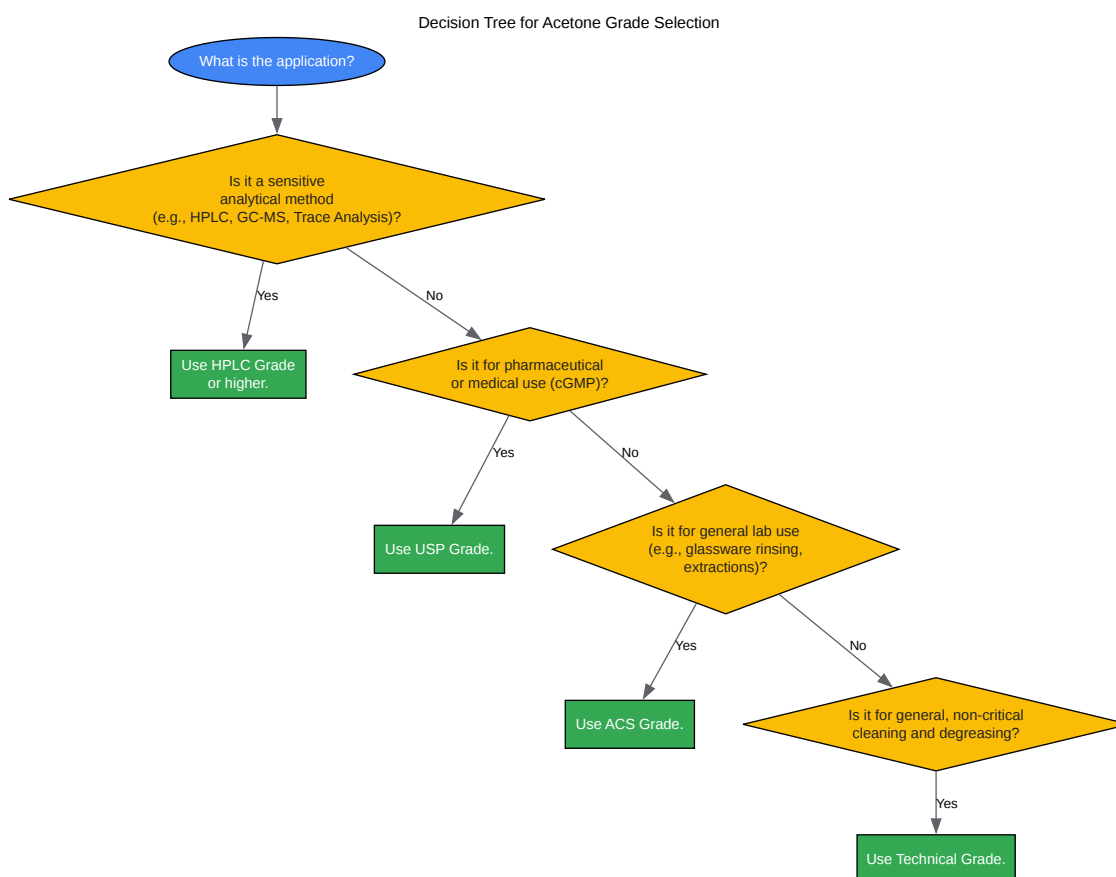 Decision Tree for Acetone Grade Selection
What is the application?
Is it a sensitive
analytical method
(e.g., HPLC, GC-MS, Trace Analysis)?
Yes
No
Use HPLC Grade
or higher.
Is it for pharmaceutical
or medical use (cGMP)?
Yes
No
Use USP Grade.
Is it for general lab use
(e.g., glassware rinsing,
extractions)?
Yes
No
Use ACS Grade.
Is it for general, non-critical
cleaning and degreasing?
Yes
Use Technical Grade.